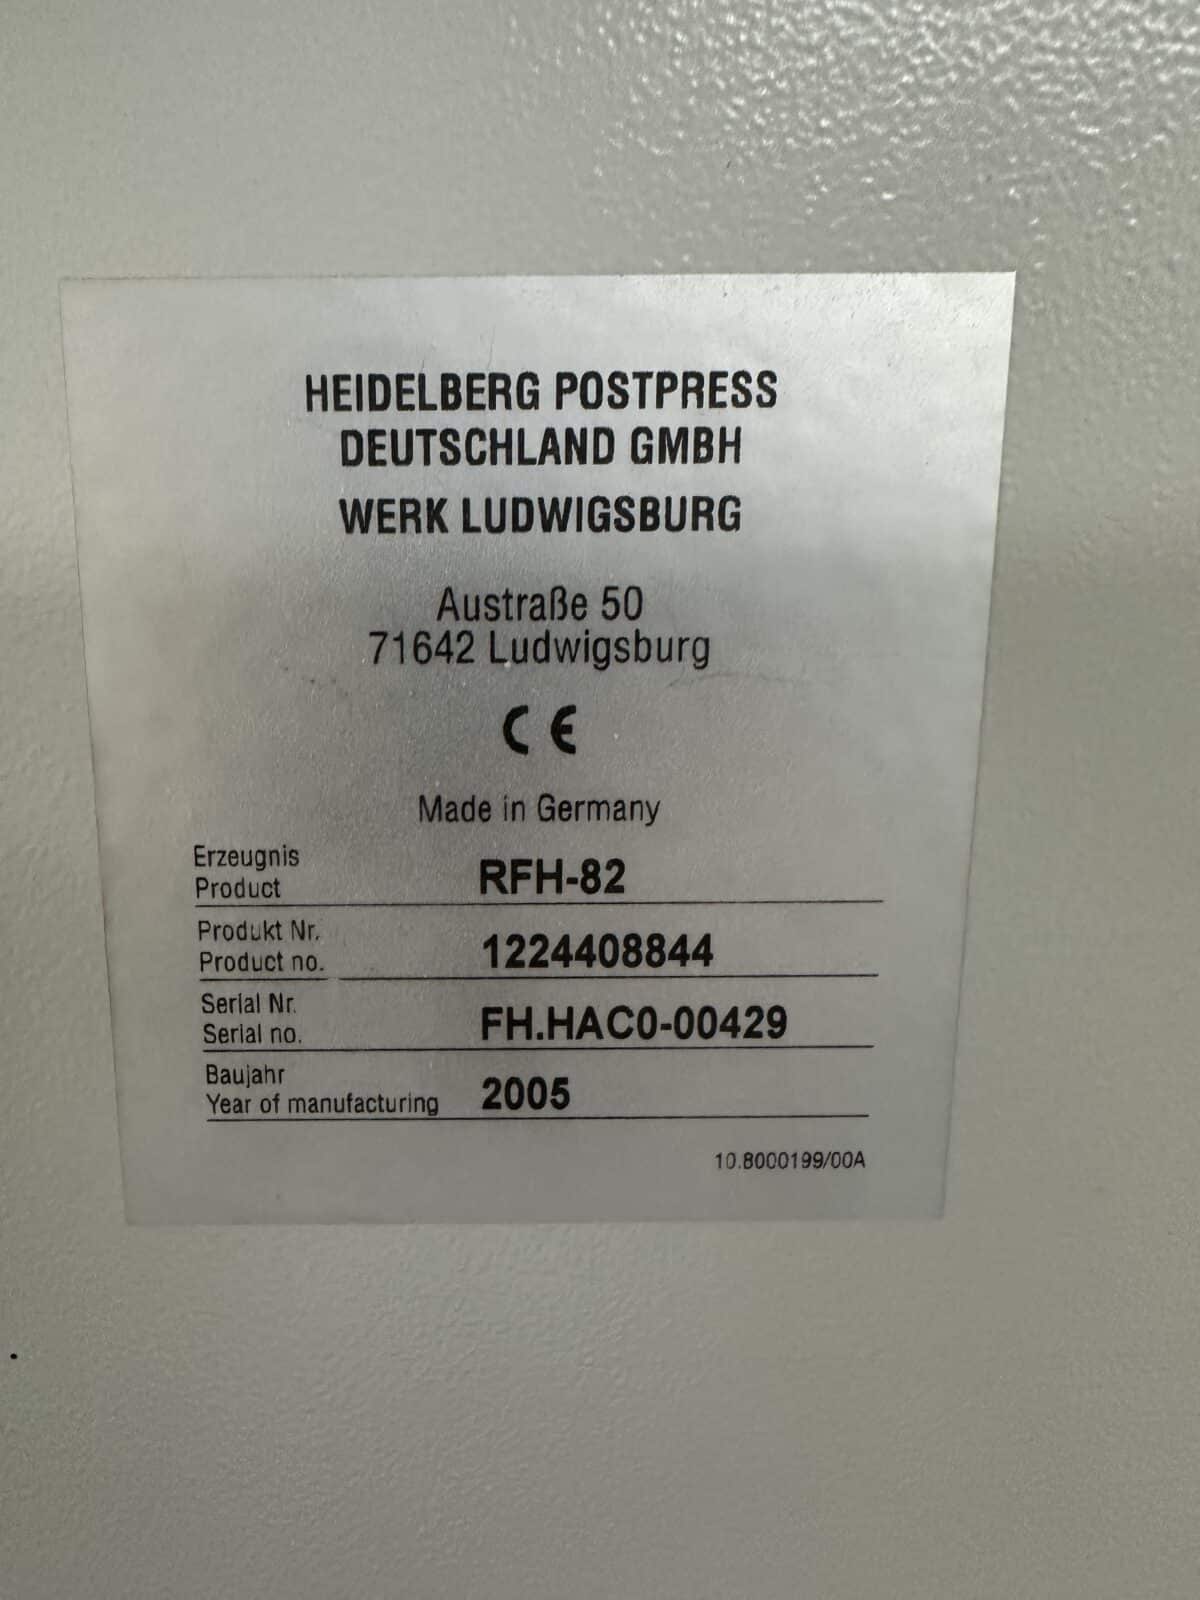 HEIDELBERG POSTPRESS
DEUTSCHLAND GMBH
WERK LUDWIGSBURG
Austraße 50
71642 Ludwigsburg
CE
Made in Germany
Erzeugnis
Product RFH-82
Produkt Nr.
Product no. 1224408844
Serial Nr.
Serial no. FH.HAC0-00429
Baujahr
Year of manufacturing 2005
10.8000199/00A